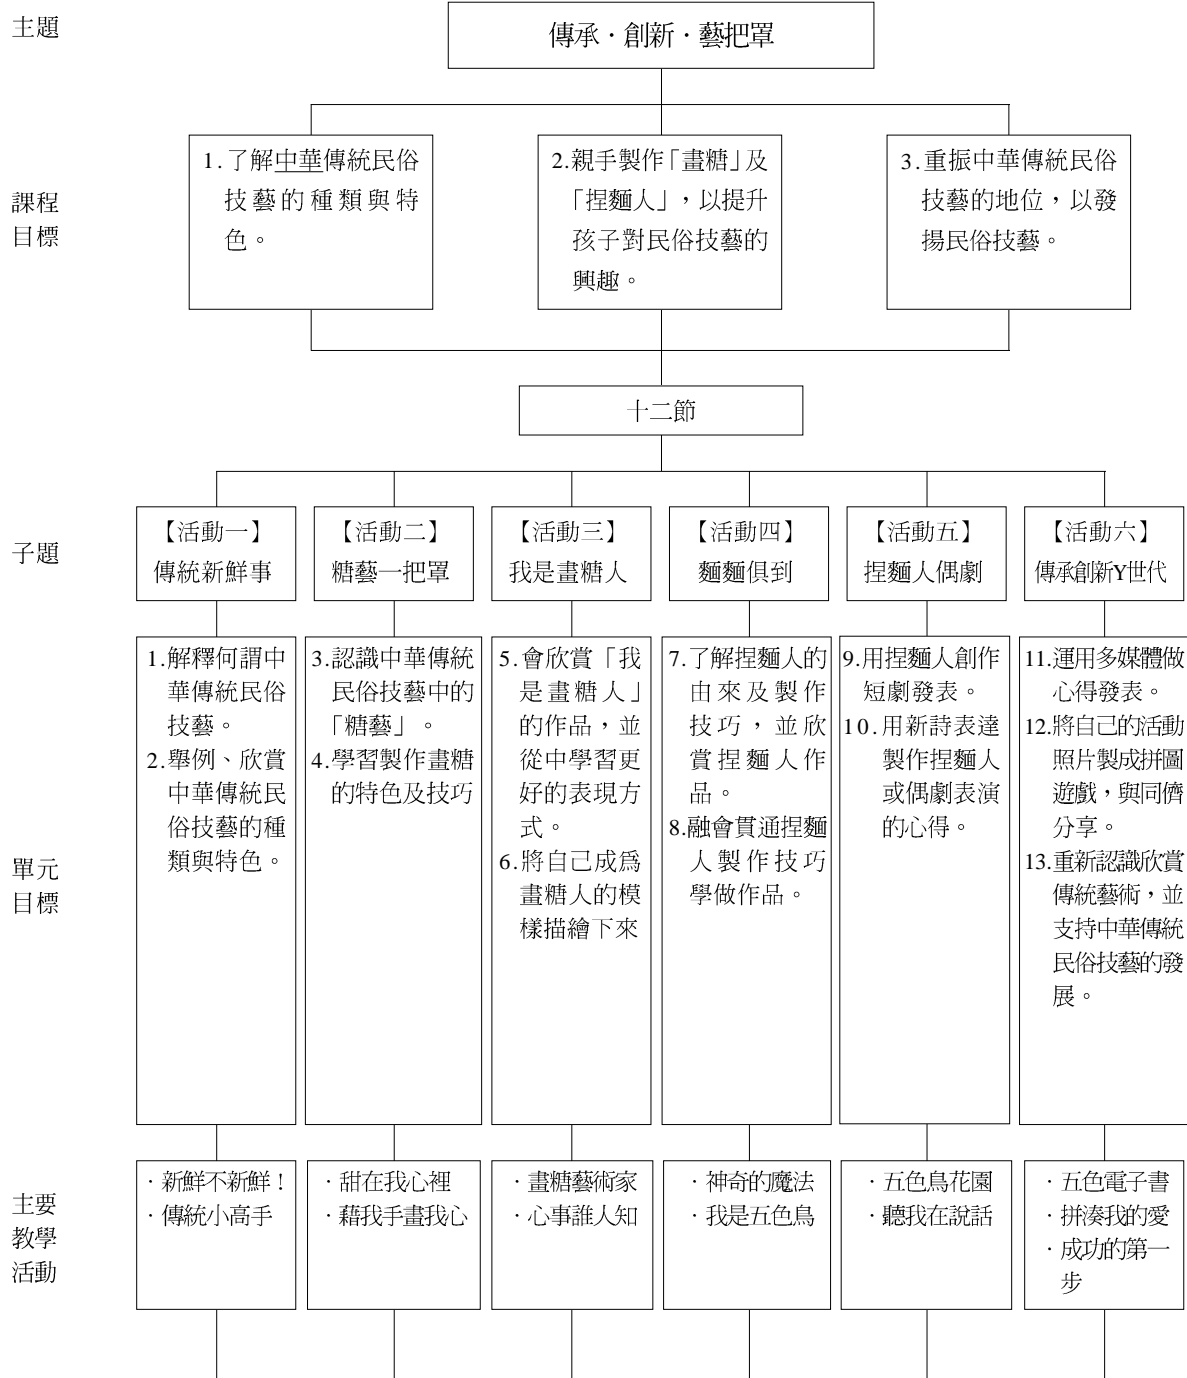 主題
傳承．創新．藝把罩
課程
目標
1.了解中華傳統民俗
技藝的種類與特
色。
2.親手製作「畫糖」及
「捏麵人」，以提升
孩子對民俗技藝的
興趣。
3.重振中華傳統民俗
技藝的地位，以發
揚民俗技藝。
十二節
子題
【活動一】
傳統新鮮事
【活動二】
糖藝一把罩
【活動三】
我是畫糖人
【活動四】
麵麵俱到
【活動五】
捏麵人偶劇
【活動六】
傳承創新Y世代
單元
目標
1.解釋何謂中
華傳統民俗
技藝。
2.舉例、欣賞
中華傳統民
俗技藝的種
類與特色。
3.認識中華傳統
民俗技藝中的
「糖藝」。
4.學習製作畫糖
的特色及技巧
5.會欣賞「我
是畫糖人」
的作品，並
從中學習更
好的表現方
式。
6.將自己成爲
畫糖人的模
樣描繪下來
7.了解捏麵人的
由來及製作
技巧，並欣
賞捏麵人作
品。
8.融會貫通捏麵
人製作技巧
學做作品。
9.用捏麵人創作
短劇發表。
10.用新詩表達
製作捏麵人
或偶劇表演
的心得。
11.運用多媒體做
心得發表。
12.將自己的活動
照片製成拼圖
遊戲，與同儕
分享。
13.重新認識欣賞
傳統藝術，並
支持中華傳統
民俗技藝的發
展。
主要
教學
活動
．新鮮不新鮮！
．傳統小高手
．甜在我心裡
．藉我手畫我心
．畫糖藝術家
．心事誰人知
．神奇的魔法
．我是五色鳥
．五色鳥花園
．聽我在說話
．五色電子書
．拼湊我的愛
．成功的第一
步